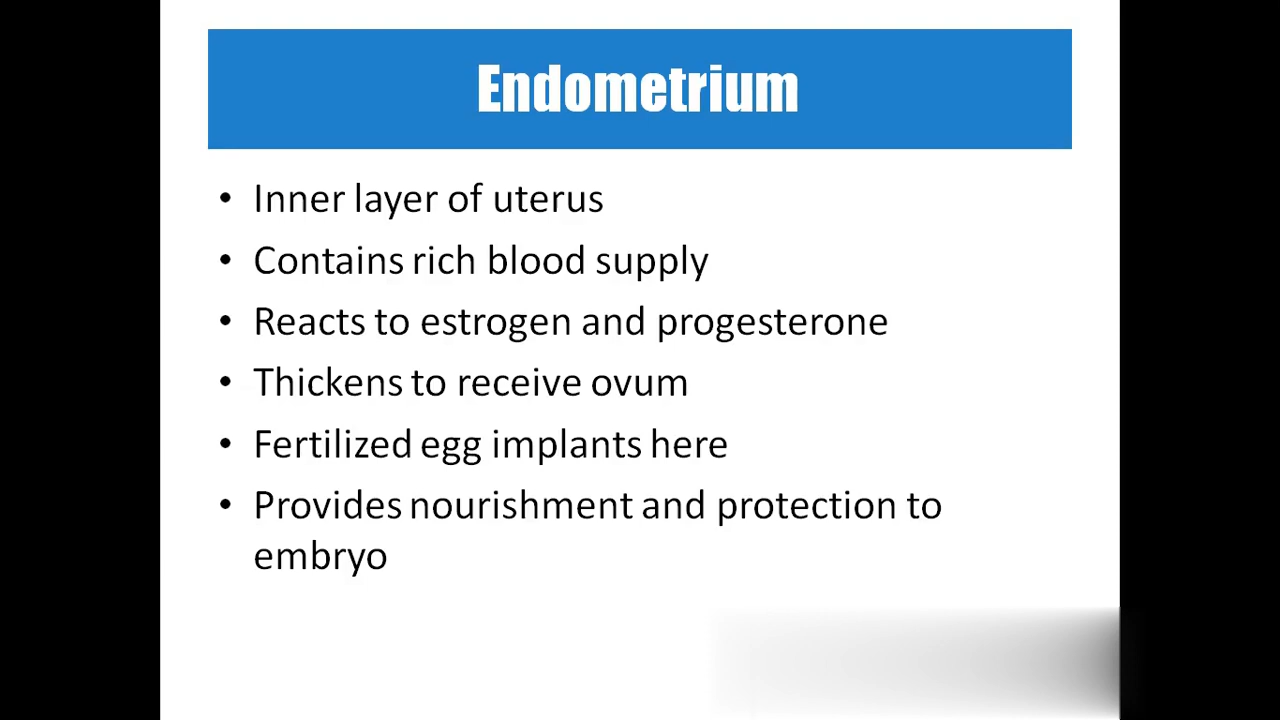 Endometrium
• Inner layer of uterus
• Contains rich blood supply
• Reacts to estrogen and progesterone
• Thickens to receive ovum
• Fertilized egg implants here
• Provides nourishment and protection to
embryo